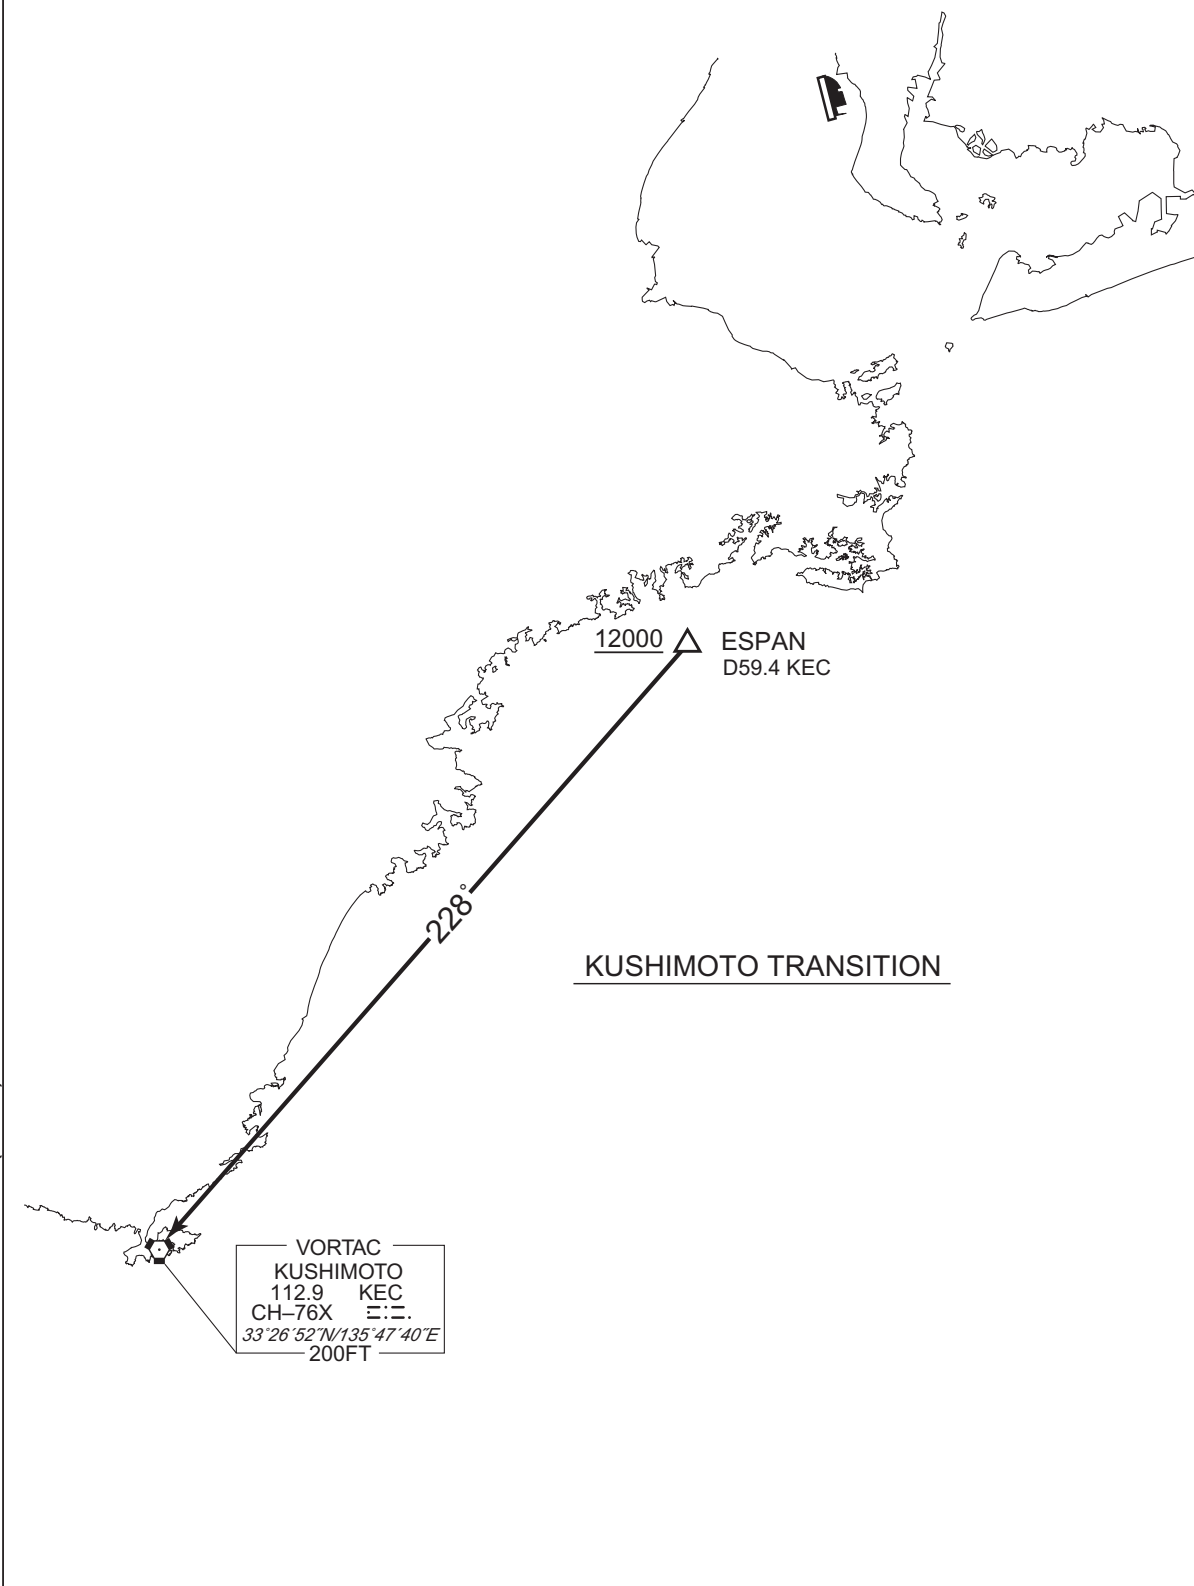 12000
ESPAN
D59.4 KEC
228°
KUSHIMOTO TRANSITION
VORTAC
KUSHIMOTO
112.9 KEC
CH–76X
33°26′52″N/135°47′40″E
200FT